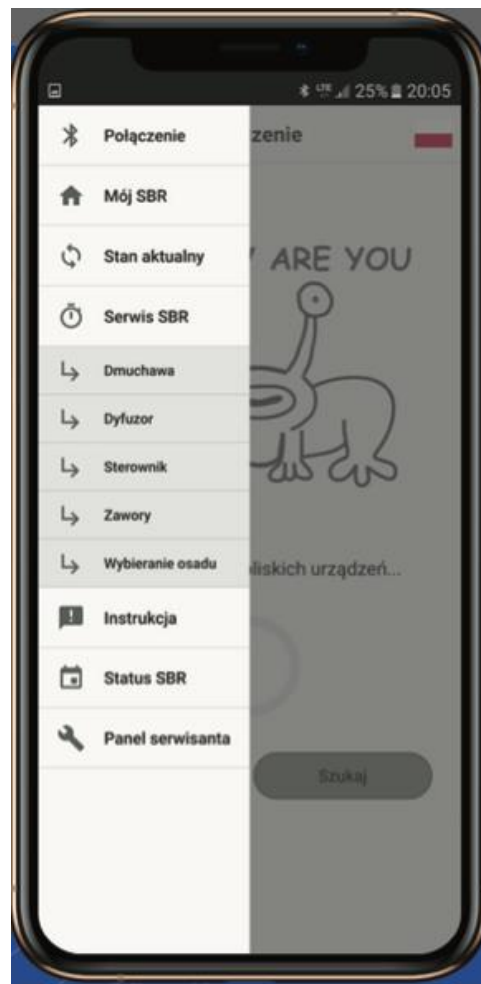 25% 20:05
Połączenie
zenie
Mój SBR
Stan aktualny
ARE YOU
Serwis SBR
Dmuchawa
Dyfuzor
Sterownik
Zawory
Wybieranie osadu
liskich urządzeń...
Instrukcja
Status SBR
Panel serwisanta
Szukaj